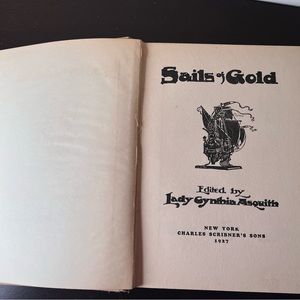 Sails of Gold
Edited by
Lady Cynthia Asquith
NEW YORK
CHARLES SCRIBNER'S SONS
1927